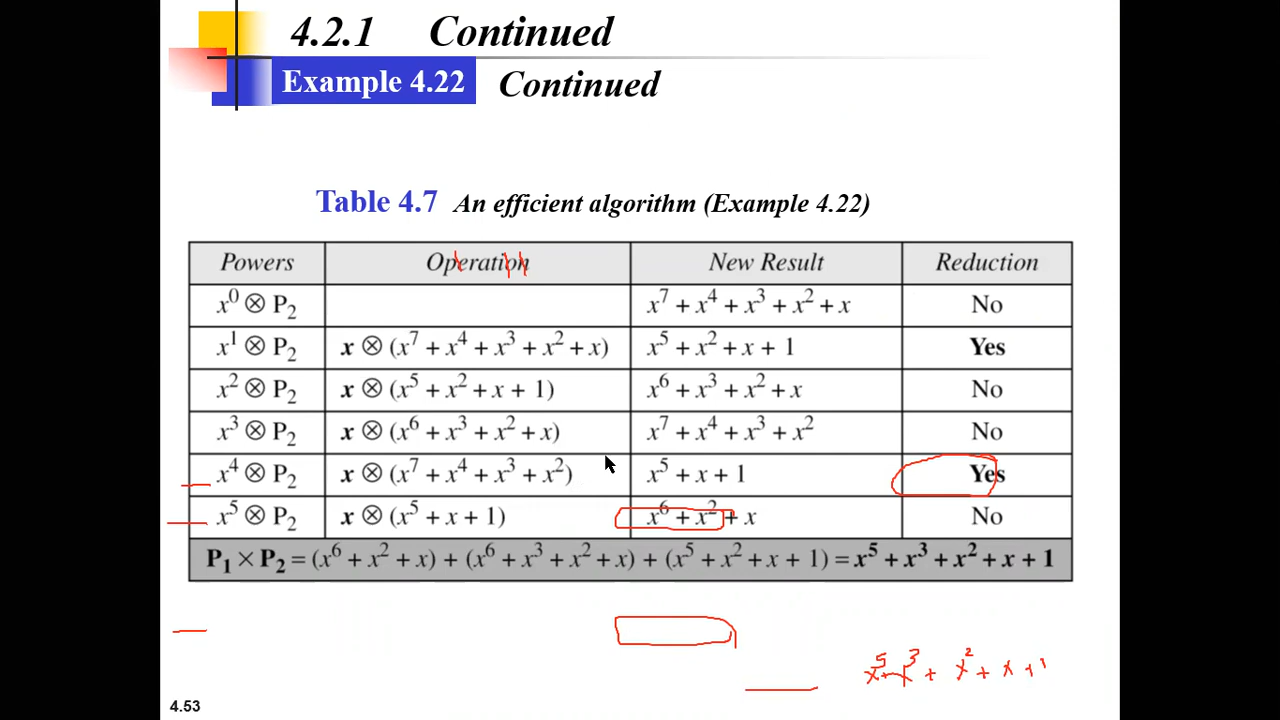 4.2.1 Continued
Example 4.22 Continued
Table 4.7 An efficient algorithm (Example 4.22)
Powers Operation New Result Reduction
x⁰ ⊗ P₂ x⁷ + x⁴ + x³ + x² + x No
x¹ ⊗ P₂ x ⊗ (x⁷ + x⁴ + x³ + x² + x) x⁵ + x² + x + 1 Yes
x² ⊗ P₂ x ⊗ (x⁵ + x² + x + 1) x⁶ + x³ + x² + x No
x³ ⊗ P₂ x ⊗ (x⁶ + x³ + x² + x) x⁷ + x⁴ + x³ + x² No
x⁴ ⊗ P₂ x ⊗ (x⁷ + x⁴ + x³ + x²) x⁵ + x + 1 Yes
x⁵ ⊗ P₂ x ⊗ (x⁵ + x + 1) x⁶ + x² + x No
P₁ × P₂ = (x⁶ + x² + x) + (x⁶ + x³ + x² + x) + (x⁵ + x² + x + 1) = x⁵ + x³ + x² + x + 1
x⁵ + x³ + x² + x + 1
4.53